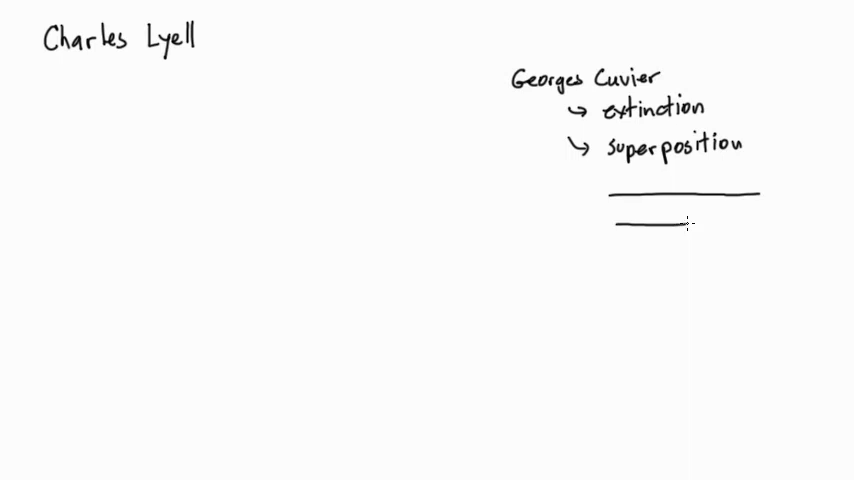 Charles Lyell
Georges Cuvier
↳ extinction
↳ superposition